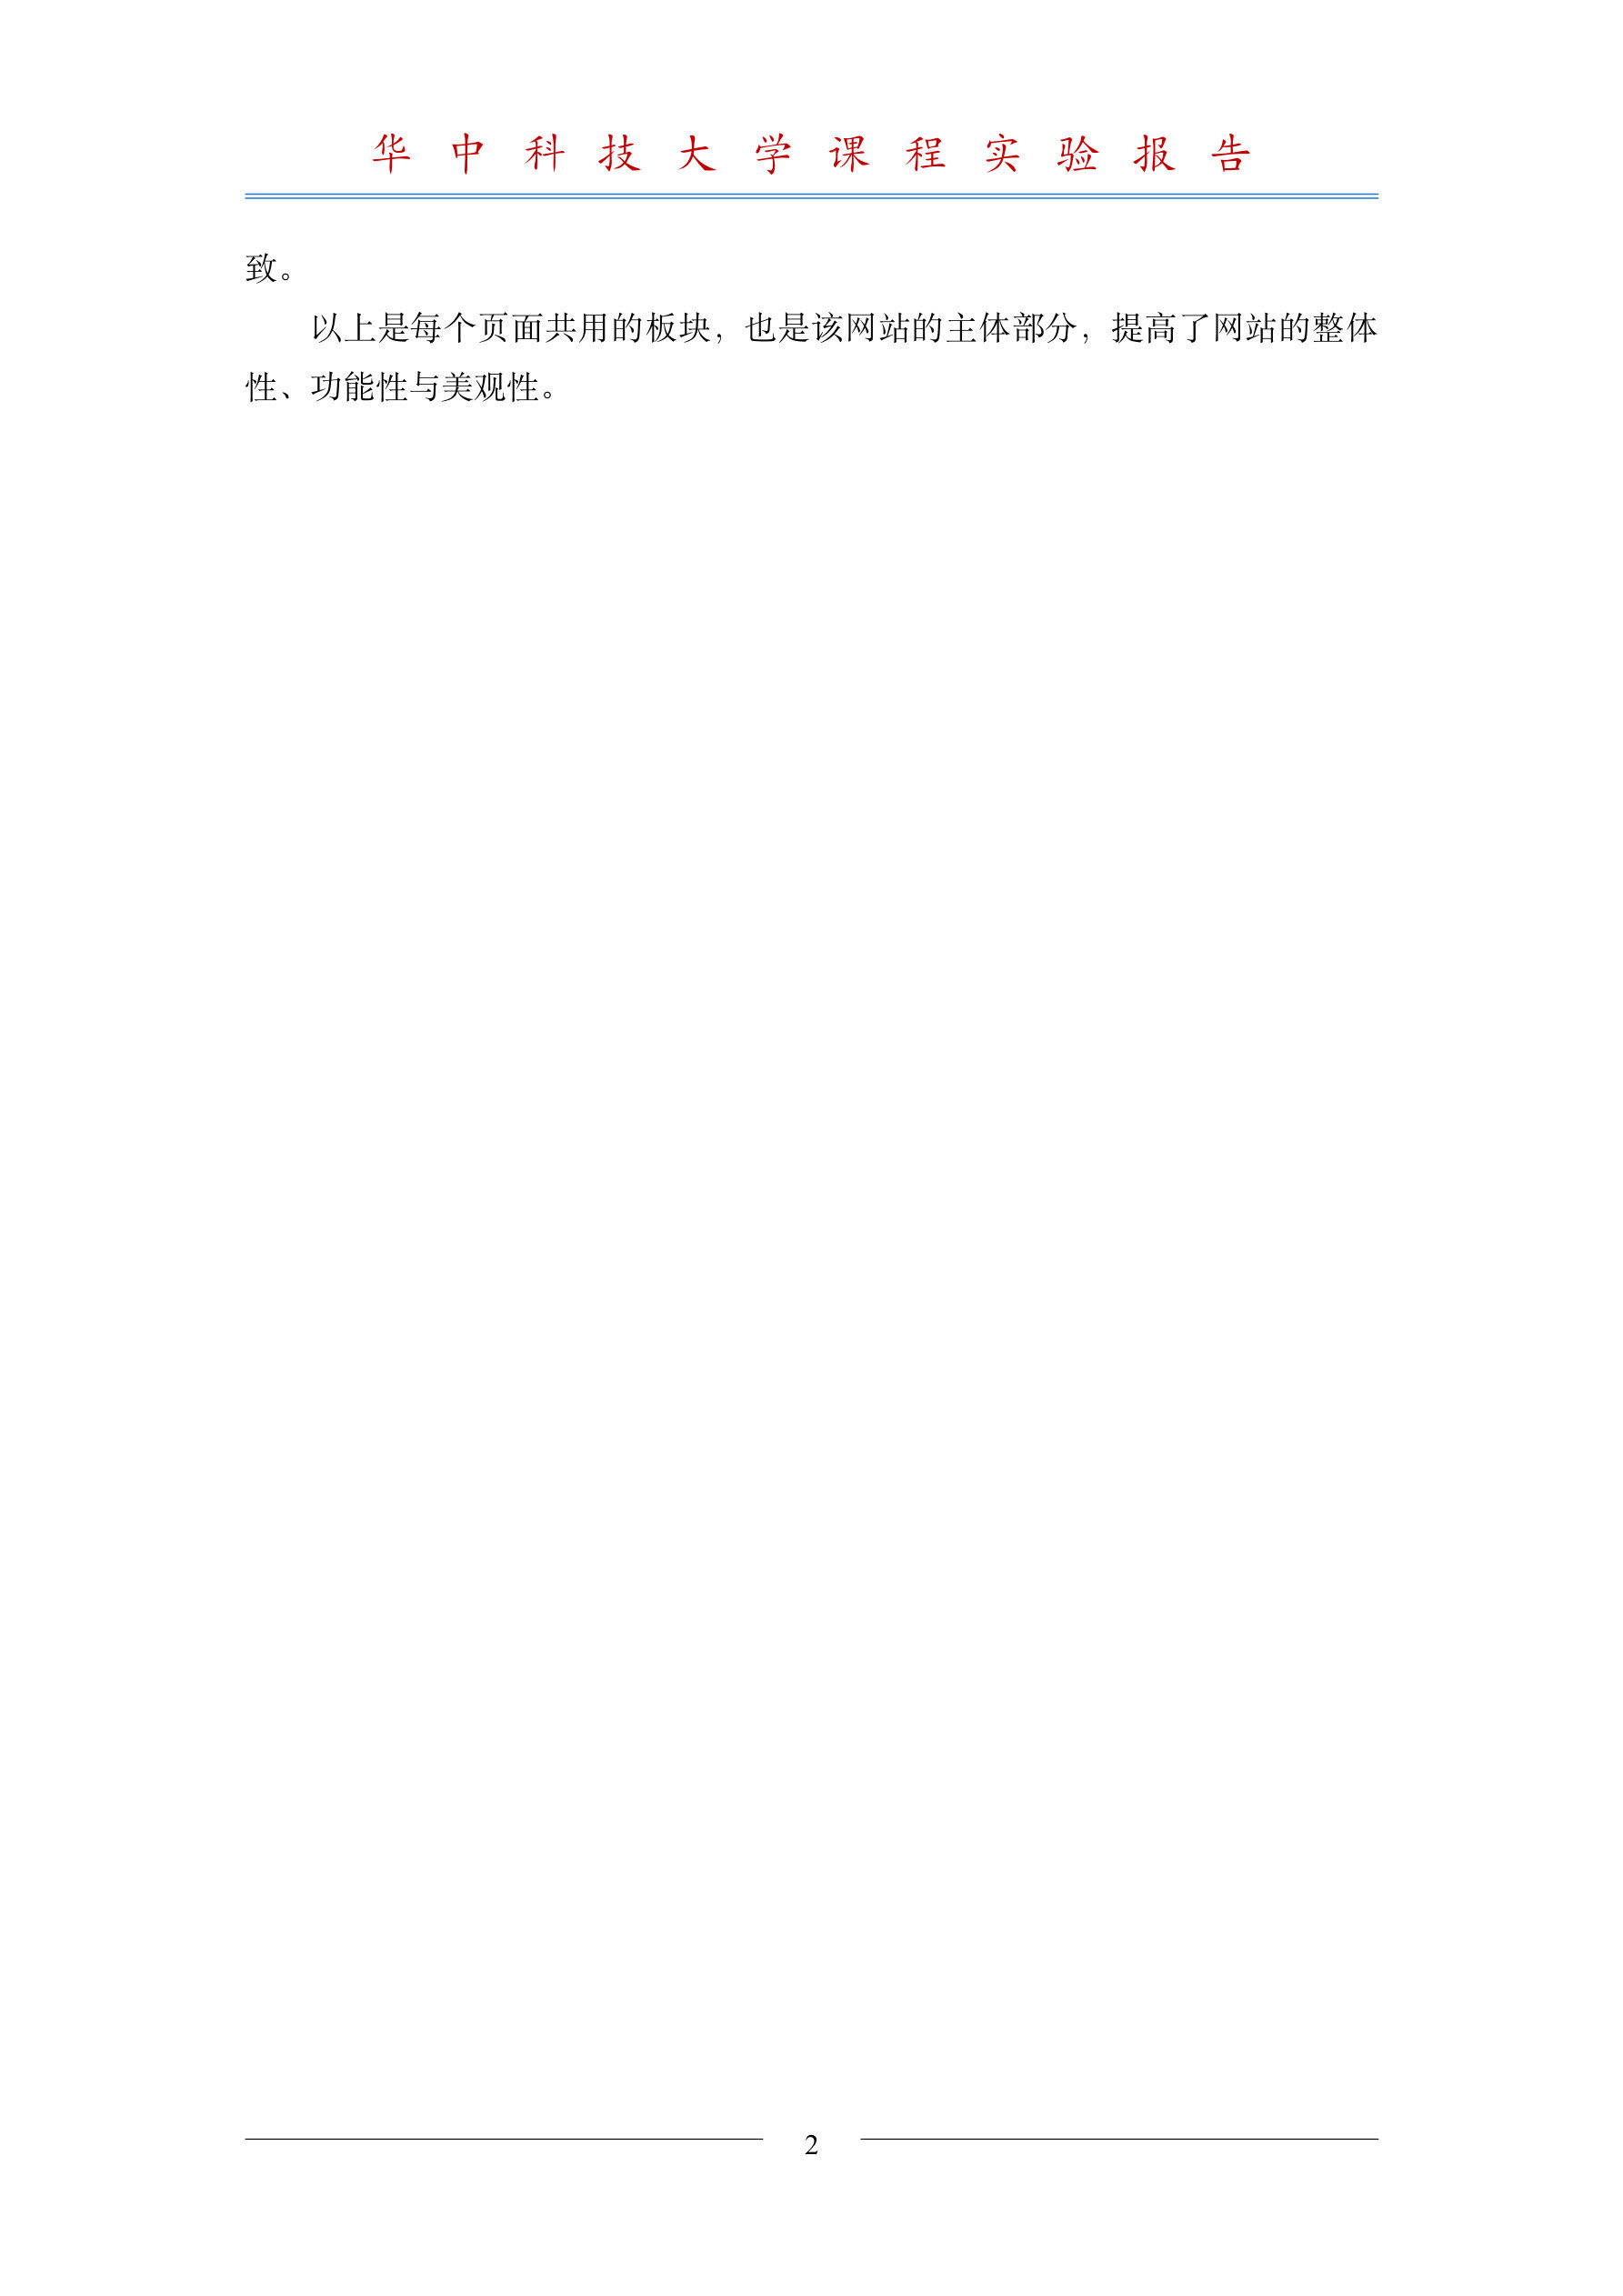 华中科技大学课程实验报告
致。
以上是每个页面共用的板块，也是该网站的主体部分，提高了网站的整体
性、功能性与美观性。
2